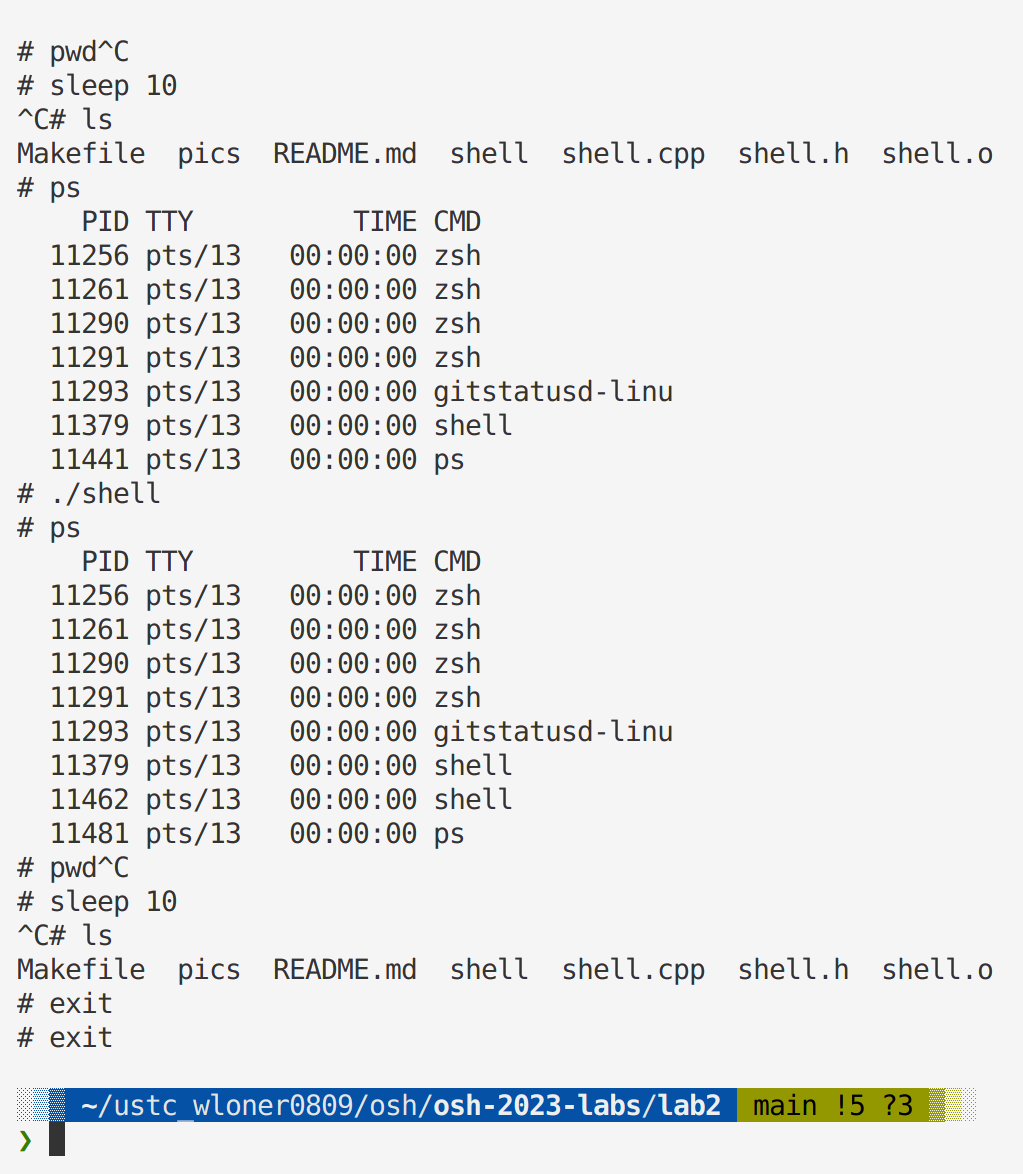 # pwd^C
# sleep 10
^C# ls
Makefile  pics  README.md  shell  shell.cpp  shell.h  shell.o
# ps
    PID TTY          TIME CMD
  11256 pts/13   00:00:00 zsh
  11261 pts/13   00:00:00 zsh
  11290 pts/13   00:00:00 zsh
  11291 pts/13   00:00:00 zsh
  11293 pts/13   00:00:00 gitstatusd-linu
  11379 pts/13   00:00:00 shell
  11441 pts/13   00:00:00 ps
# ./shell
# ps
    PID TTY          TIME CMD
  11256 pts/13   00:00:00 zsh
  11261 pts/13   00:00:00 zsh
  11290 pts/13   00:00:00 zsh
  11291 pts/13   00:00:00 zsh
  11293 pts/13   00:00:00 gitstatusd-linu
  11379 pts/13   00:00:00 shell
  11462 pts/13   00:00:00 shell
  11481 pts/13   00:00:00 ps
# pwd^C
# sleep 10
^C# ls
Makefile  pics  README.md  shell  shell.cpp  shell.h  shell.o
# exit
# exit
~/ustc_wloner0809/osh/osh-2023-labs/lab2  main !5 ?3
❯